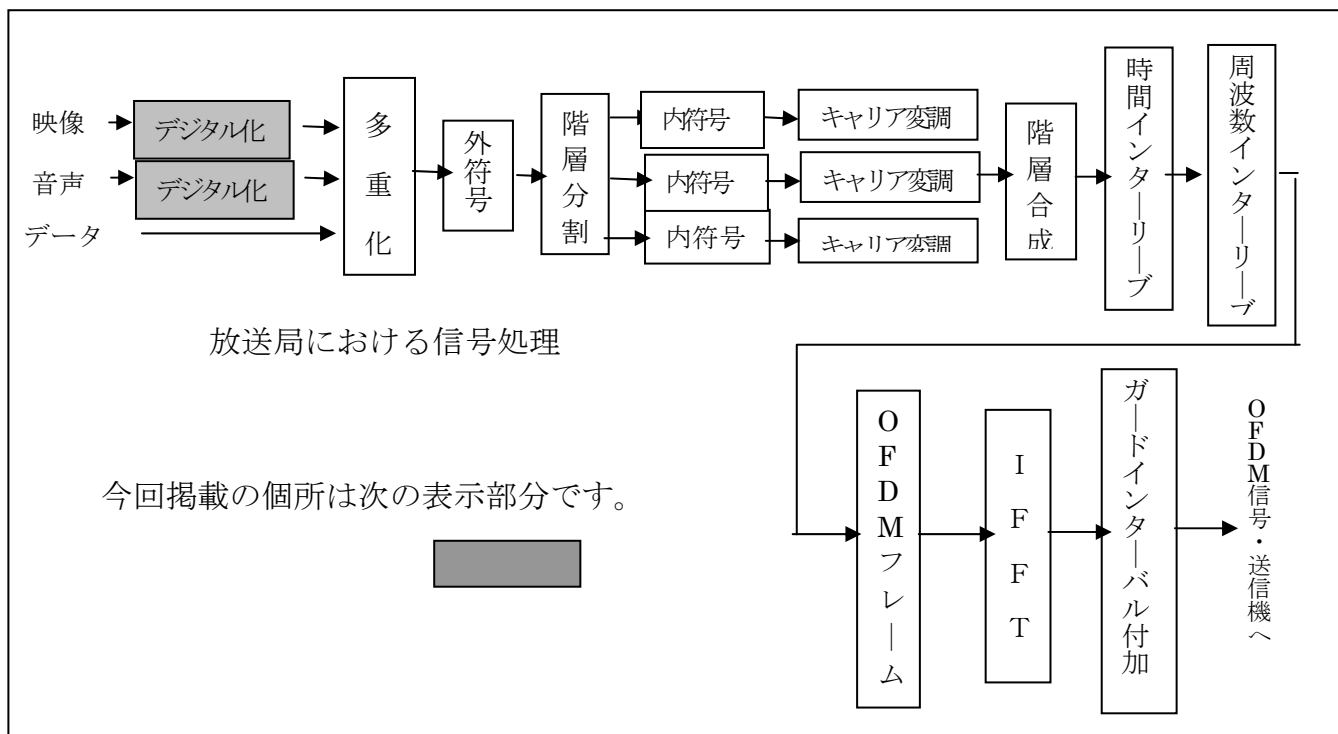 映像
デジタル化
音声
デジタル化
データ
多重化
外符号
階層分割
内符号
キャリア変調
内符号
キャリア変調
内符号
キャリア変調
階層合成
時間インターリーブ
周波数インターリーブ
放送局における信号処理
今回掲載の個所は次の表示部分です。
OFDMフレーム
IFFT
ガードインターバル付加
OFDM信号・送信機へ